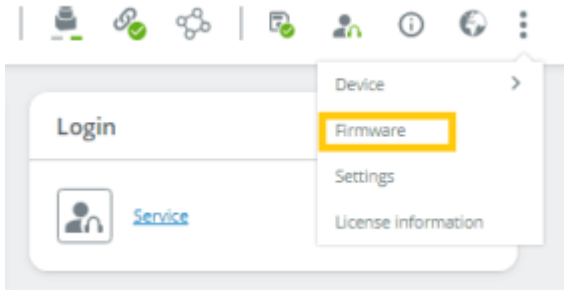 Device
Login
Firmware
Settings
Service
License information